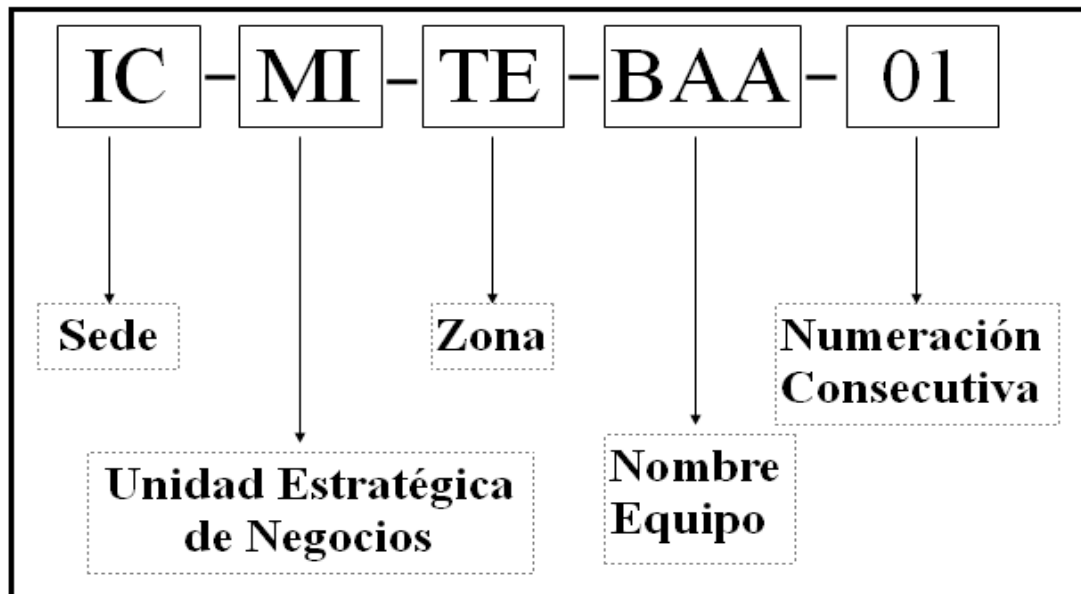 IC - MI - TE - BAA - 01
Sede
Zona
Numeración
Consecutiva
Unidad Estratégica
de Negocios
Nombre
Equipo